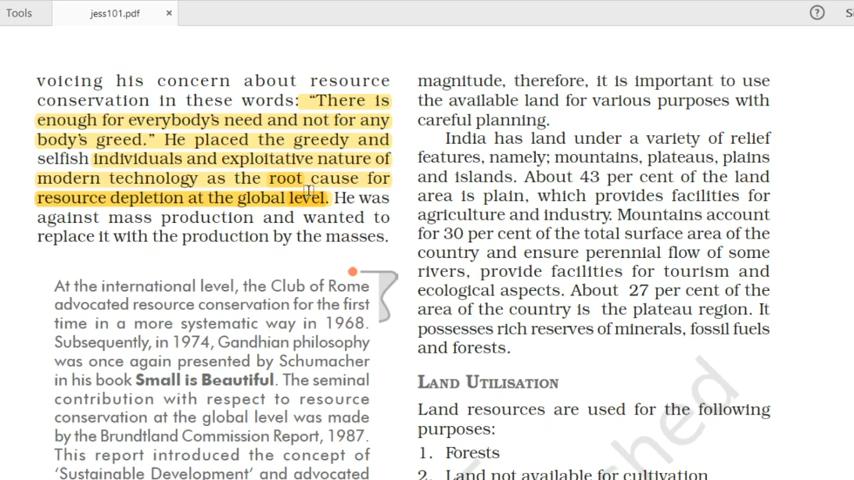 Tools
jess101.pdf
×
?
voicing his concern about resource
conservation in these words: “There is
enough for everybody’s need and not for any
body’s greed.” He placed the greedy and
selfish individuals and exploitative nature of
modern technology as the root cause for
resource depletion at the global level. He was
against mass production and wanted to
replace it with the production by the masses.
At the international level, the Club of Rome
advocated resource conservation for the first
time in a more systematic way in 1968.
Subsequently, in 1974, Gandhian philosophy
was once again presented by Schumacher
in his book Small is Beautiful. The seminal
contribution with respect to resource
conservation at the global level was made
by the Brundtland Commission Report, 1987.
This report introduced the concept of
‘Sustainable Development’ and advocated
magnitude, therefore, it is important to use
the available land for various purposes with
careful planning.
India has land under a variety of relief
features, namely; mountains, plateaus, plains
and islands. About 43 per cent of the land
area is plain, which provides facilities for
agriculture and industry. Mountains account
for 30 per cent of the total surface area of the
country and ensure perennial flow of some
rivers, provide facilities for tourism and
ecological aspects. About 27 per cent of the
area of the country is the plateau region. It
possesses rich reserves of minerals, fossil fuels
and forests.
LAND UTILISATION
Land resources are used for the following
purposes:
1. Forests
2. Land not available for cultivation